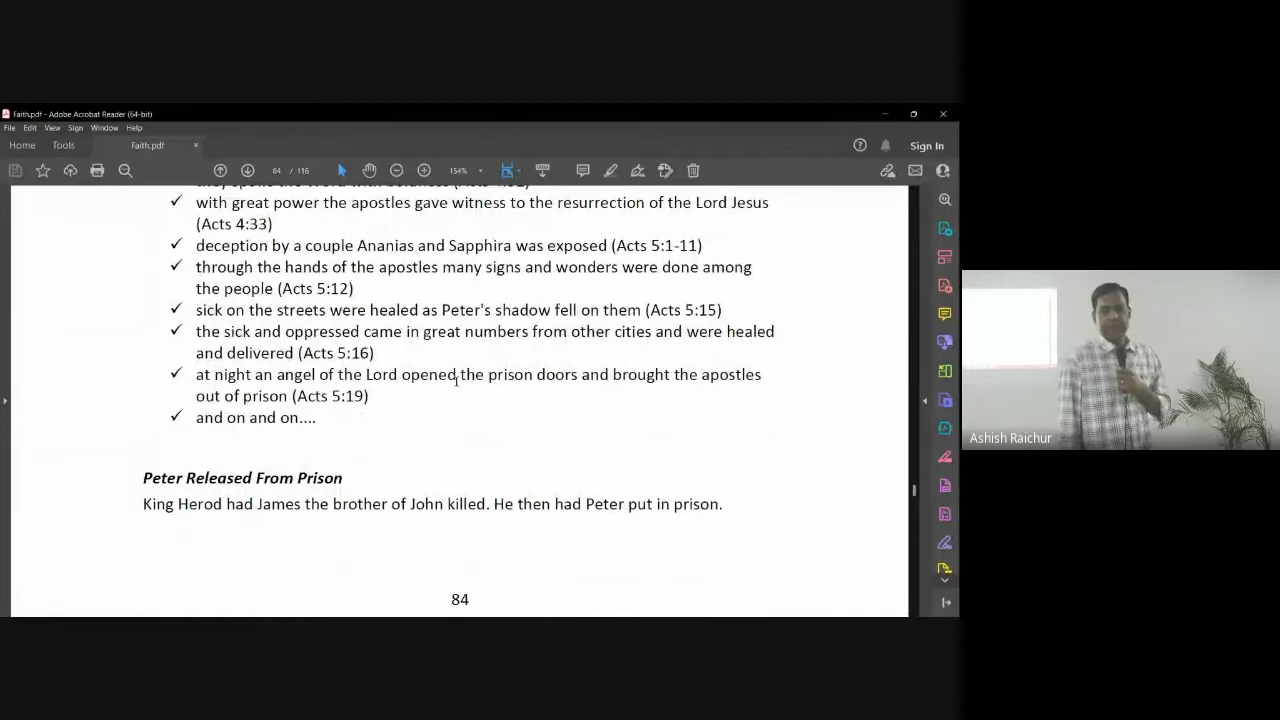 Faith.pdf - Adobe Acrobat Reader (64-bit)
File Edit View Sign Window Help
Home Tools Faith.pdf × Sign In
84 / 116 154%
with great power the apostles gave witness to the resurrection of the Lord Jesus
(Acts 4:33)
deception by a couple Ananias and Sapphira was exposed (Acts 5:1-11)
through the hands of the apostles many signs and wonders were done among
the people (Acts 5:12)
sick on the streets were healed as Peter's shadow fell on them (Acts 5:15)
the sick and oppressed came in great numbers from other cities and were healed
and delivered (Acts 5:16)
at night an angel of the Lord opened the prison doors and brought the apostles
out of prison (Acts 5:19)
and on and on....
Peter Released From Prison
King Herod had James the brother of John killed. He then had Peter put in prison.
84
Ashish Raichur